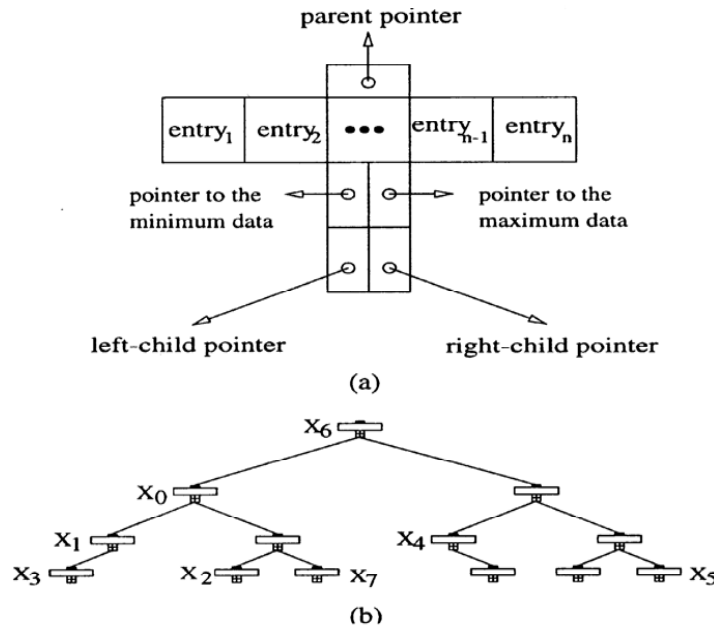 parent pointer
entry1 entry2 ••• entryn-1 entryn
pointer to the minimum data
pointer to the maximum data
left-child pointer
right-child pointer
(a)
X6
X0
X1 X4
X3 X2 X7 X5
(b)